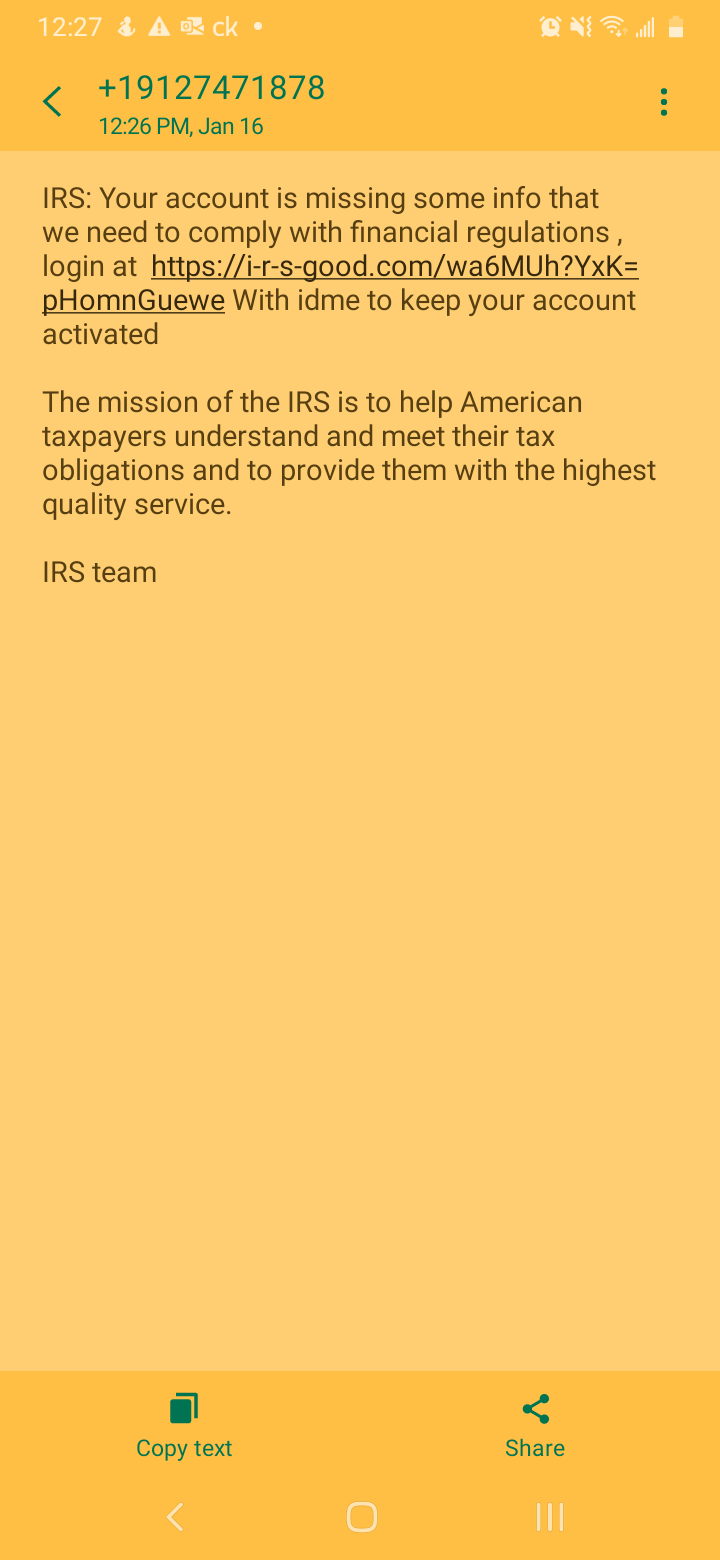 12:27 ck
+19127471878
12:26 PM, Jan 16
IRS: Your account is missing some info that
we need to comply with financial regulations ,
login at https://i-r-s-good.com/wa6MUh?YxK=
pHomnGuewe With idme to keep your account
activated
The mission of the IRS is to help American
taxpayers understand and meet their tax
obligations and to provide them with the highest
quality service.
IRS team
Copy text Share